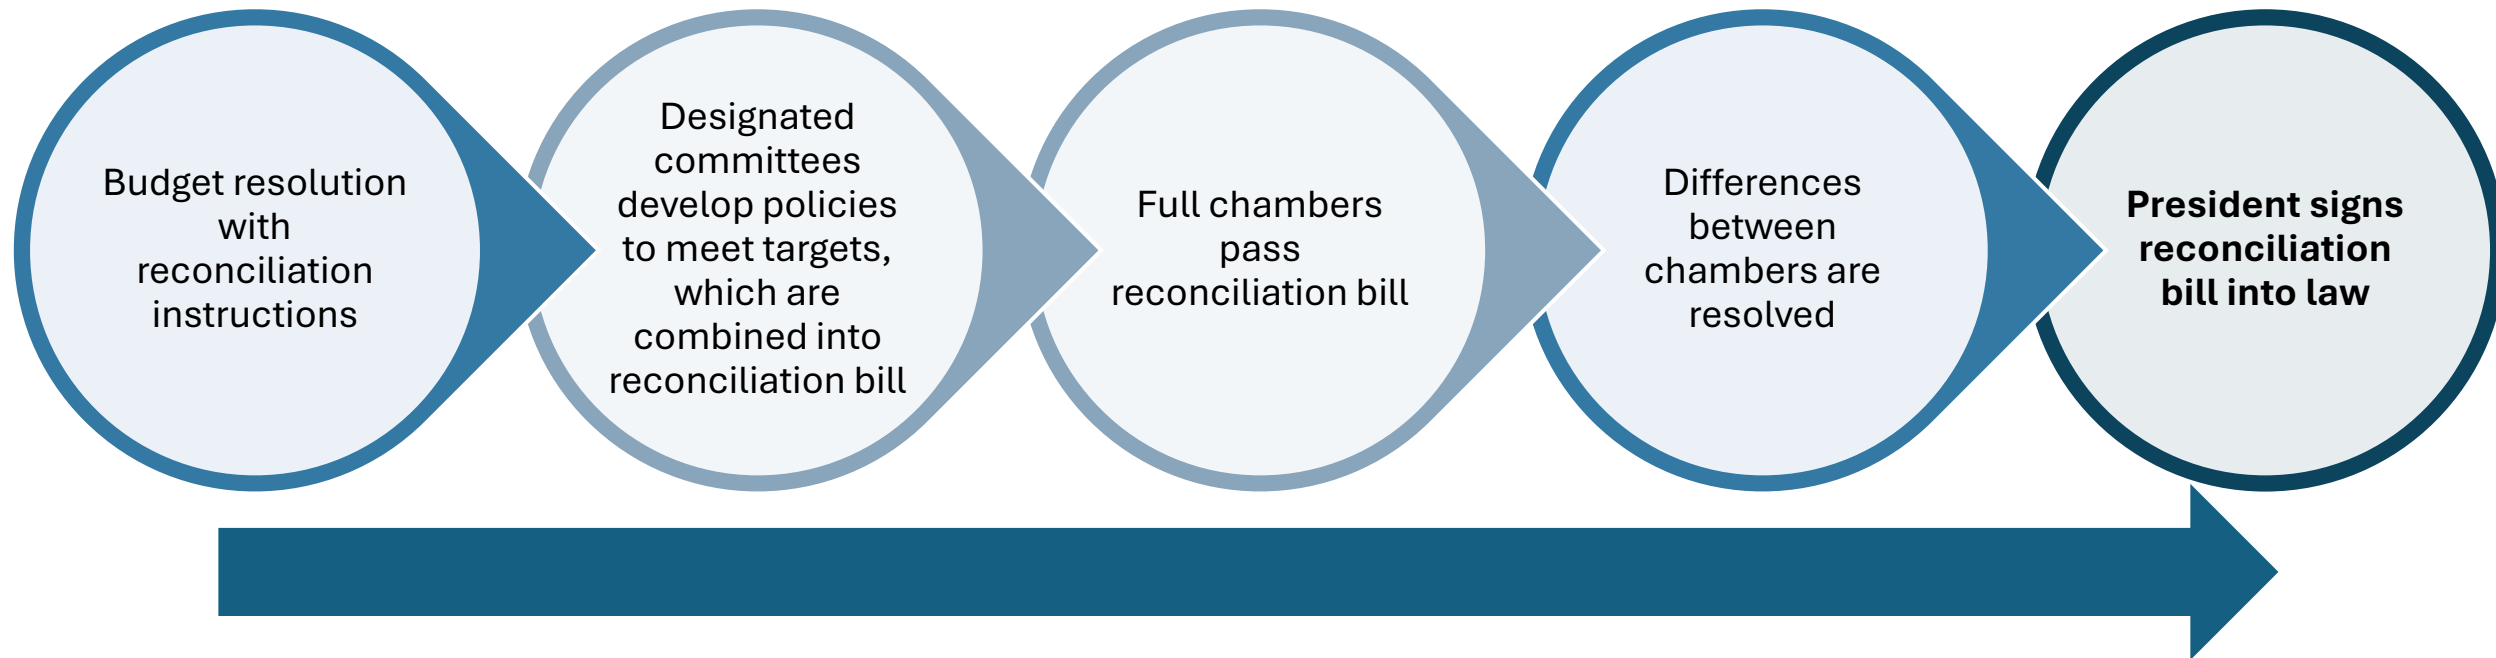 Budget resolution
with
reconciliation
instructions
Designated
committees
develop policies
to meet targets,
which are
combined into
reconciliation bill
Full chambers
pass
reconciliation bill
Differences
between
chambers are
resolved
President signs
reconciliation
bill into law